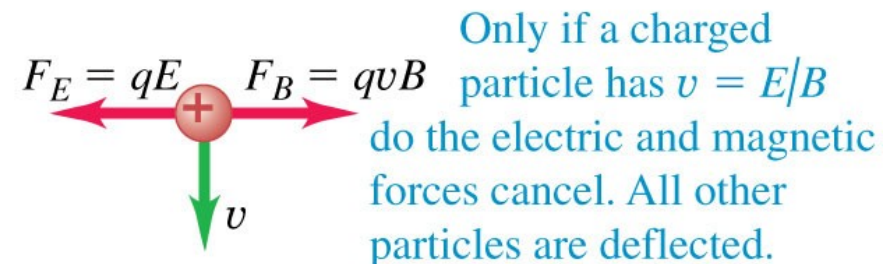 Only if a charged
F_E = qE F_B = qvB particle has v = E/B
+
do the electric and magnetic
forces cancel. All other
v
particles are deflected.